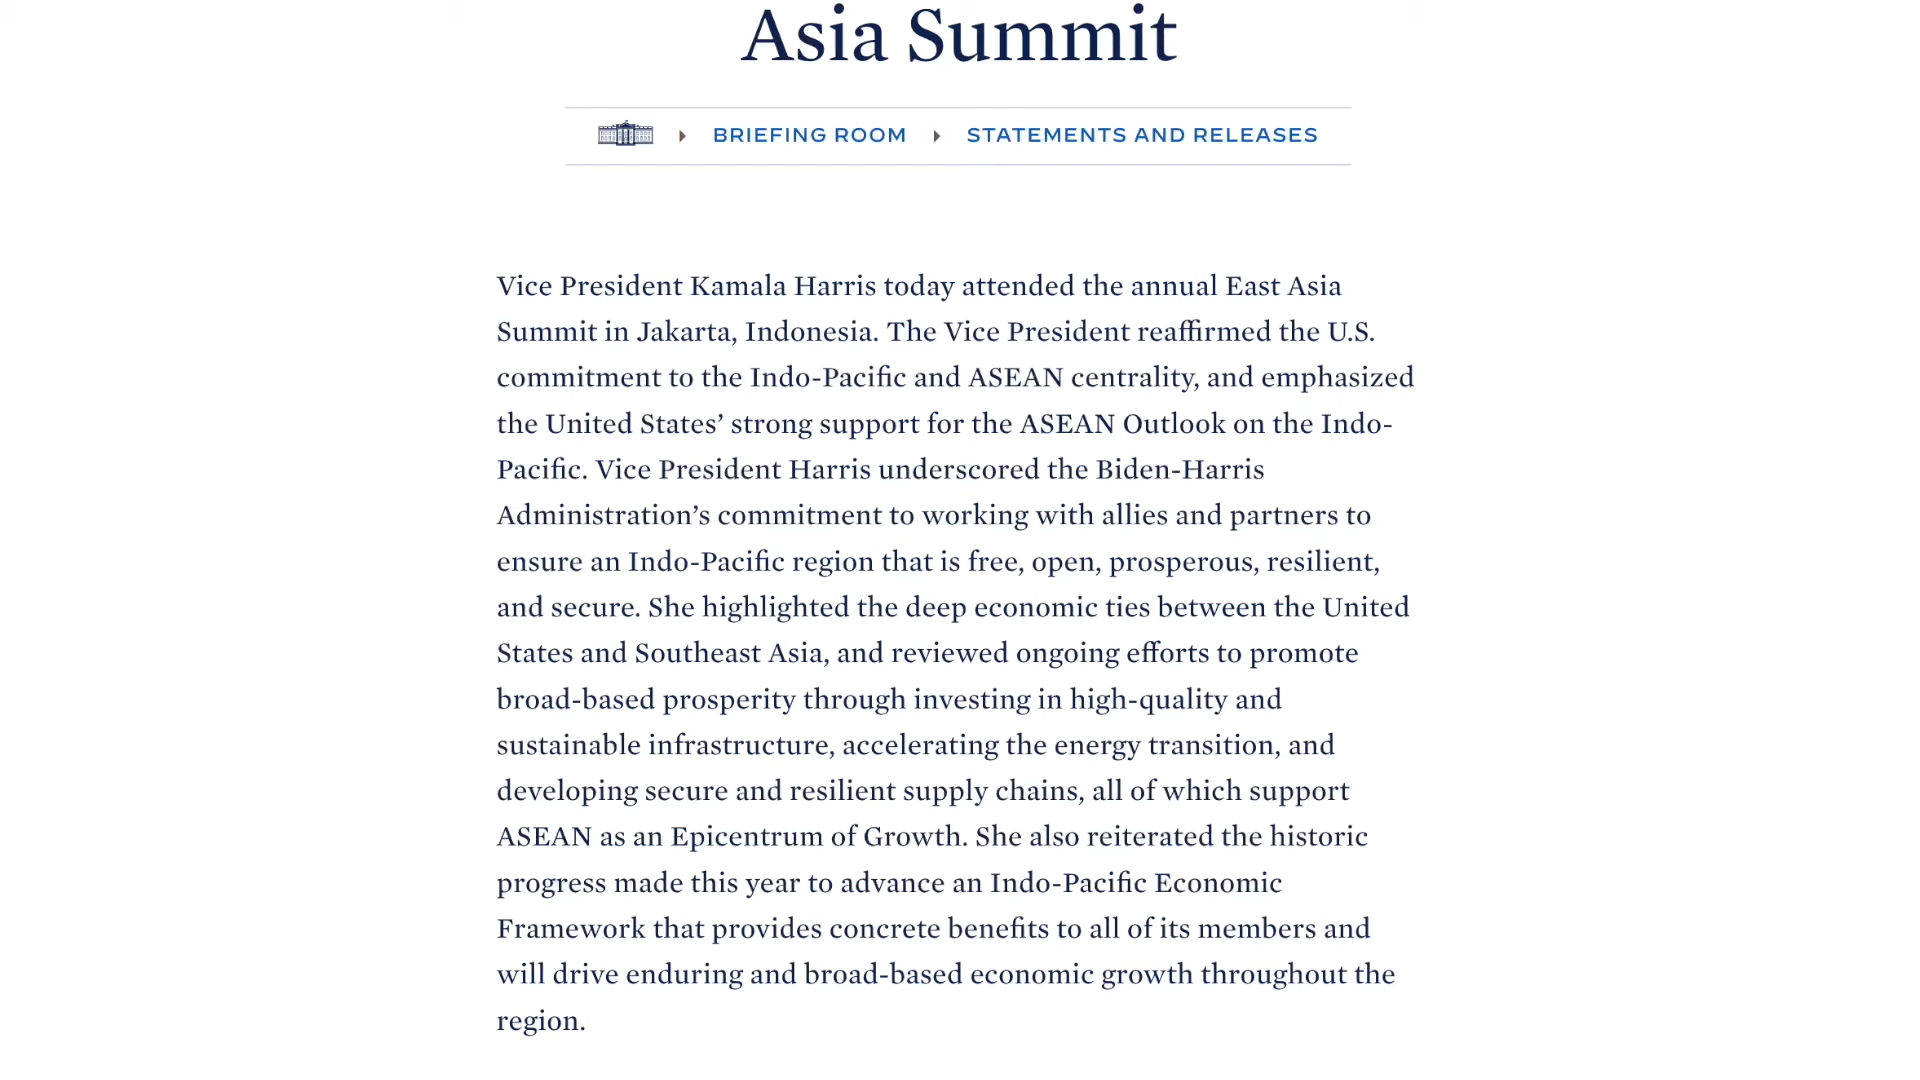 Asia Summit
BRIEFING ROOM STATEMENTS AND RELEASES
Vice President Kamala Harris today attended the annual East Asia
Summit in Jakarta, Indonesia. The Vice President reaffirmed the U.S.
commitment to the Indo-Pacific and ASEAN centrality, and emphasized
the United States’ strong support for the ASEAN Outlook on the Indo-
Pacific. Vice President Harris underscored the Biden-Harris
Administration’s commitment to working with allies and partners to
ensure an Indo-Pacific region that is free, open, prosperous, resilient,
and secure. She highlighted the deep economic ties between the United
States and Southeast Asia, and reviewed ongoing efforts to promote
broad-based prosperity through investing in high-quality and
sustainable infrastructure, accelerating the energy transition, and
developing secure and resilient supply chains, all of which support
ASEAN as an Epicentrum of Growth. She also reiterated the historic
progress made this year to advance an Indo-Pacific Economic
Framework that provides concrete benefits to all of its members and
will drive enduring and broad-based economic growth throughout the
region.